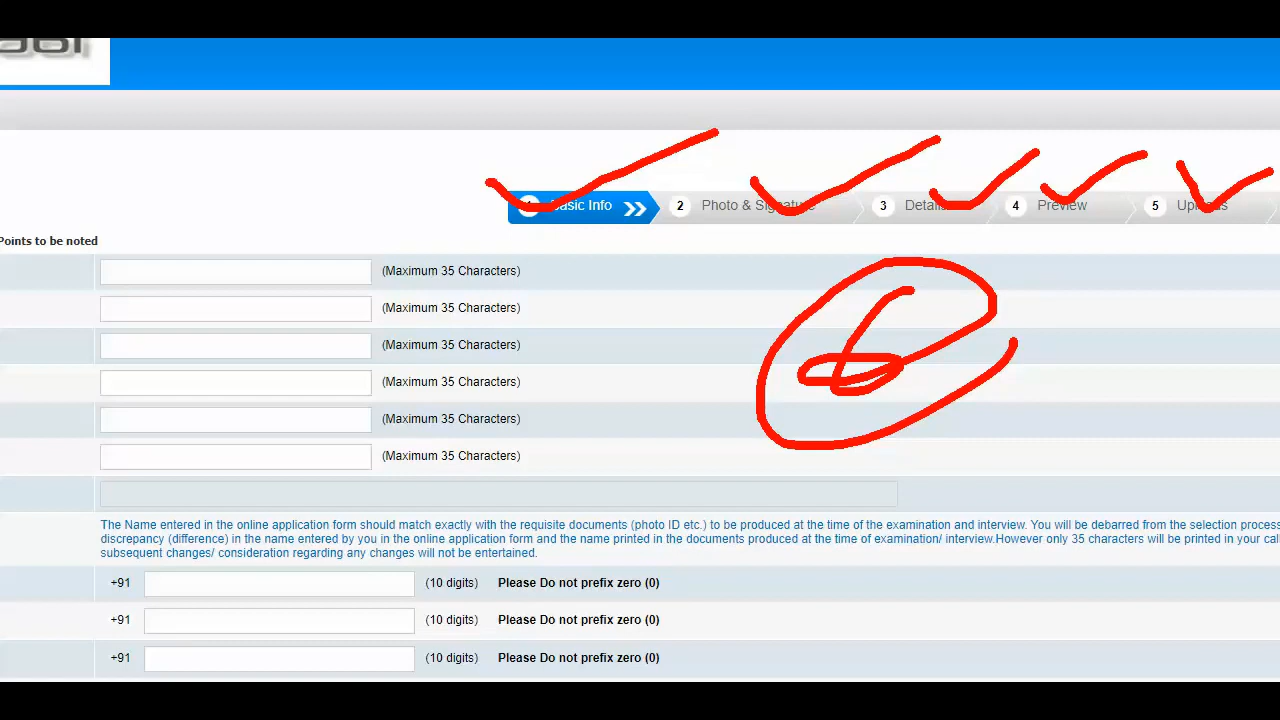 1 Basic Info 2 Photo & Signature 3 Details 4 Preview 5 Uploads
Points to be noted
(Maximum 35 Characters)
(Maximum 35 Characters)
(Maximum 35 Characters)
(Maximum 35 Characters)
(Maximum 35 Characters)
(Maximum 35 Characters)
The Name entered in the online application form should match exactly with the requisite documents (photo ID etc.) to be produced at the time of the examination and interview. You will be debarred from the selection process
discrepancy (difference) in the name entered by you in the online application form and the name printed in the documents produced at the time of examination/ interview.However only 35 characters will be printed in your
subsequent changes/ consideration regarding any changes will not be entertained.
+91 (10 digits) Please Do not prefix zero (0)
+91 (10 digits) Please Do not prefix zero (0)
+91 (10 digits) Please Do not prefix zero (0)